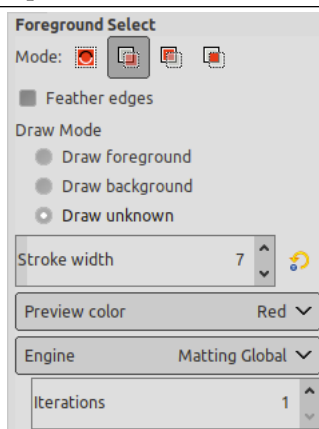 Foreground Select
Mode:
Feather edges
Draw Mode
Draw foreground
Draw background
Draw unknown
Stroke width 7
Preview color Red
Engine Matting Global
Iterations 1